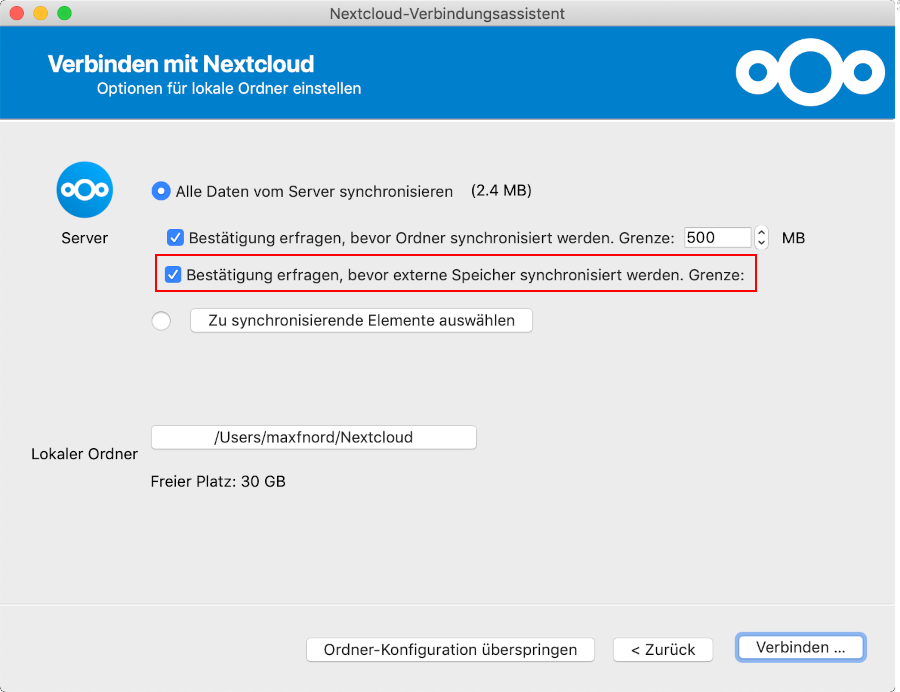 Nextcloud-Verbindungsassistent
Verbinden mit Nextcloud
Optionen für lokale Ordner einstellen
Server
Alle Daten vom Server synchronisieren (2.4 MB)
Bestätigung erfragen, bevor Ordner synchronisiert werden. Grenze: 500 MB
Bestätigung erfragen, bevor externe Speicher synchronisiert werden. Grenze:
Zu synchronisierende Elemente auswählen
Lokaler Ordner
/Users/maxfnord/Nextcloud
Freier Platz: 30 GB
Ordner-Konfiguration überspringen < Zurück Verbinden ...